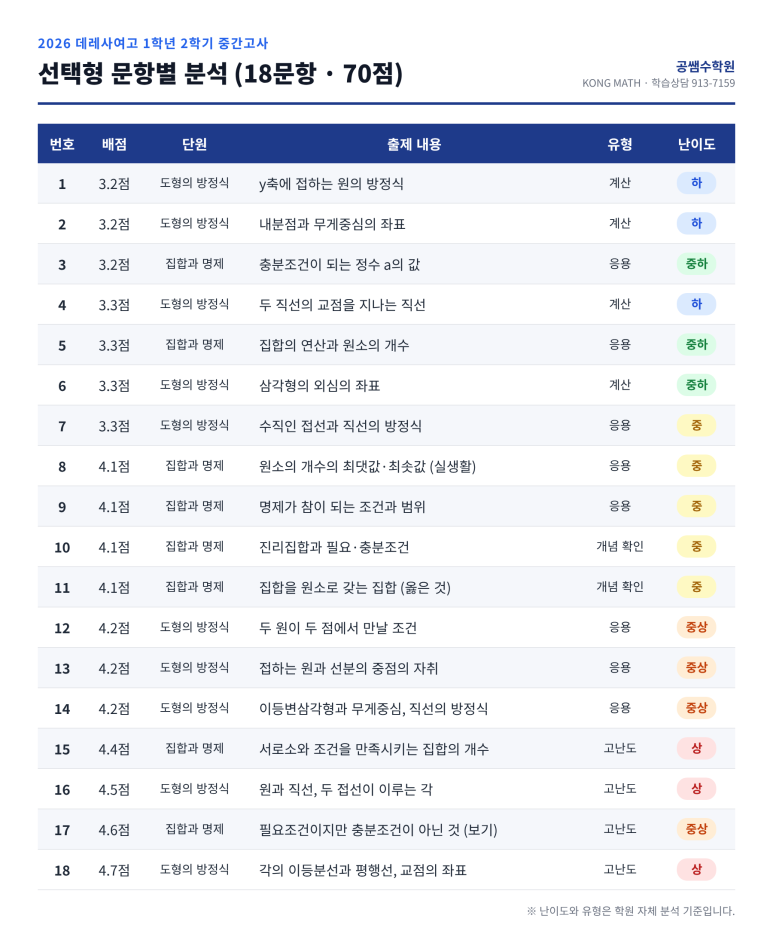 2026 데레사여고 1학년 2학기 중간고사
선택형 문항별 분석 (18문항 · 70점)
공쌤수학원
KONG MATH · 학습상담 913-7159
번호 배점 단원 출제 내용 유형 난이도
1 3.2점 도형의 방정식 y축에 접하는 원의 방정식 계산 하
2 3.2점 도형의 방정식 내분점과 무게중심의 좌표 계산 하
3 3.2점 집합과 명제 충분조건이 되는 정수 a의 값 응용 중하
4 3.3점 도형의 방정식 두 직선의 교점을 지나는 직선 계산 하
5 3.3점 집합과 명제 집합의 연산과 원소의 개수 응용 중하
6 3.3점 도형의 방정식 삼각형의 외심의 좌표 계산 중하
7 3.3점 도형의 방정식 수직인 접선과 직선의 방정식 응용 중
8 4.1점 집합과 명제 원소의 개수의 최댓값·최솟값 (실생활) 응용 중
9 4.1점 집합과 명제 명제가 참이 되는 조건과 범위 응용 중
10 4.1점 집합과 명제 진리집합과 필요·충분조건 개념 확인 중
11 4.1점 집합과 명제 집합을 원소로 갖는 집합 (옳은 것) 개념 확인 중
12 4.2점 도형의 방정식 두 원이 두 점에서 만날 조건 응용 중상
13 4.2점 도형의 방정식 접하는 원과 선분의 중점의 자취 응용 중상
14 4.2점 도형의 방정식 이등변삼각형과 무게중심, 직선의 방정식 응용 중상
15 4.4점 집합과 명제 서로소와 조건을 만족시키는 집합의 개수 고난도 상
16 4.5점 도형의 방정식 원과 직선, 두 접선이 이루는 각 고난도 상
17 4.6점 집합과 명제 필요조건이지만 충분조건이 아닌 것 (보기) 고난도 중상
18 4.7점 도형의 방정식 각의 이등분선과 평행선, 교점의 좌표 고난도 상
※ 난이도와 유형은 학원 자체 분석 기준입니다.